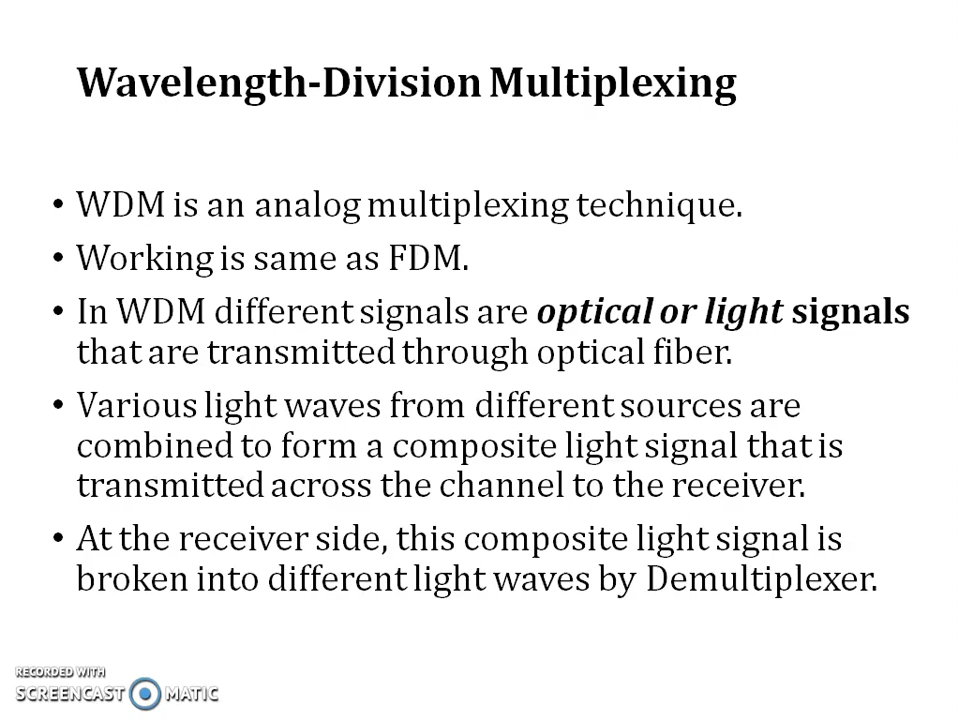 Wavelength-Division Multiplexing
• WDM is an analog multiplexing technique.
• Working is same as FDM.
• In WDM different signals are optical or light signals
that are transmitted through optical fiber.
• Various light waves from different sources are
combined to form a composite light signal that is
transmitted across the channel to the receiver.
• At the receiver side, this composite light signal is
broken into different light waves by Demultiplexer.
RECORDED WITH
SCREENCAST MATIC